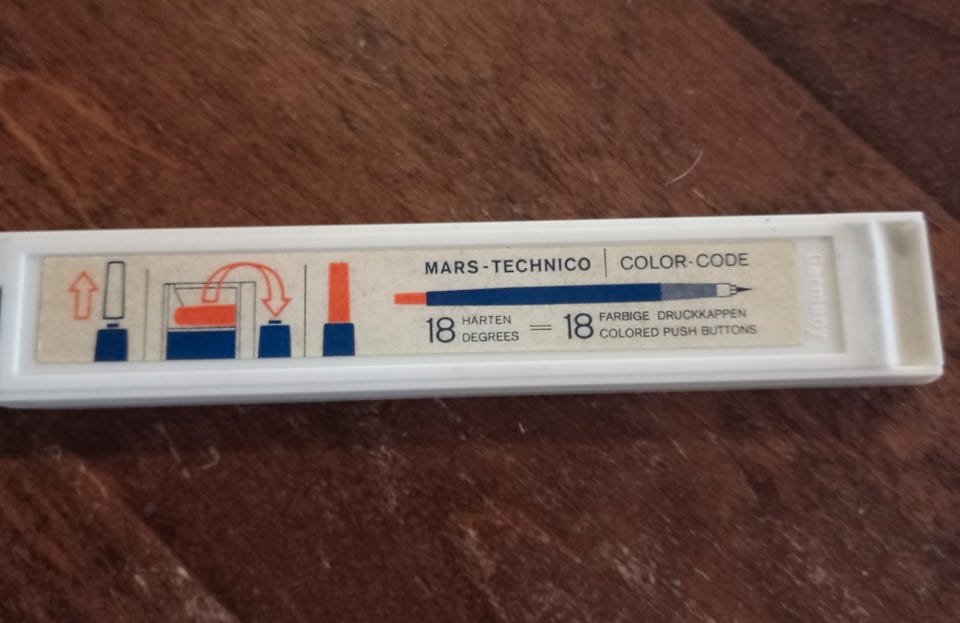 MARS-TECHNICO | COLOR-CODE
18 HÄRTEN DEGREES = 18 FARBIGE DRUCKKAPPEN COLORED PUSH BUTTONS
Germany